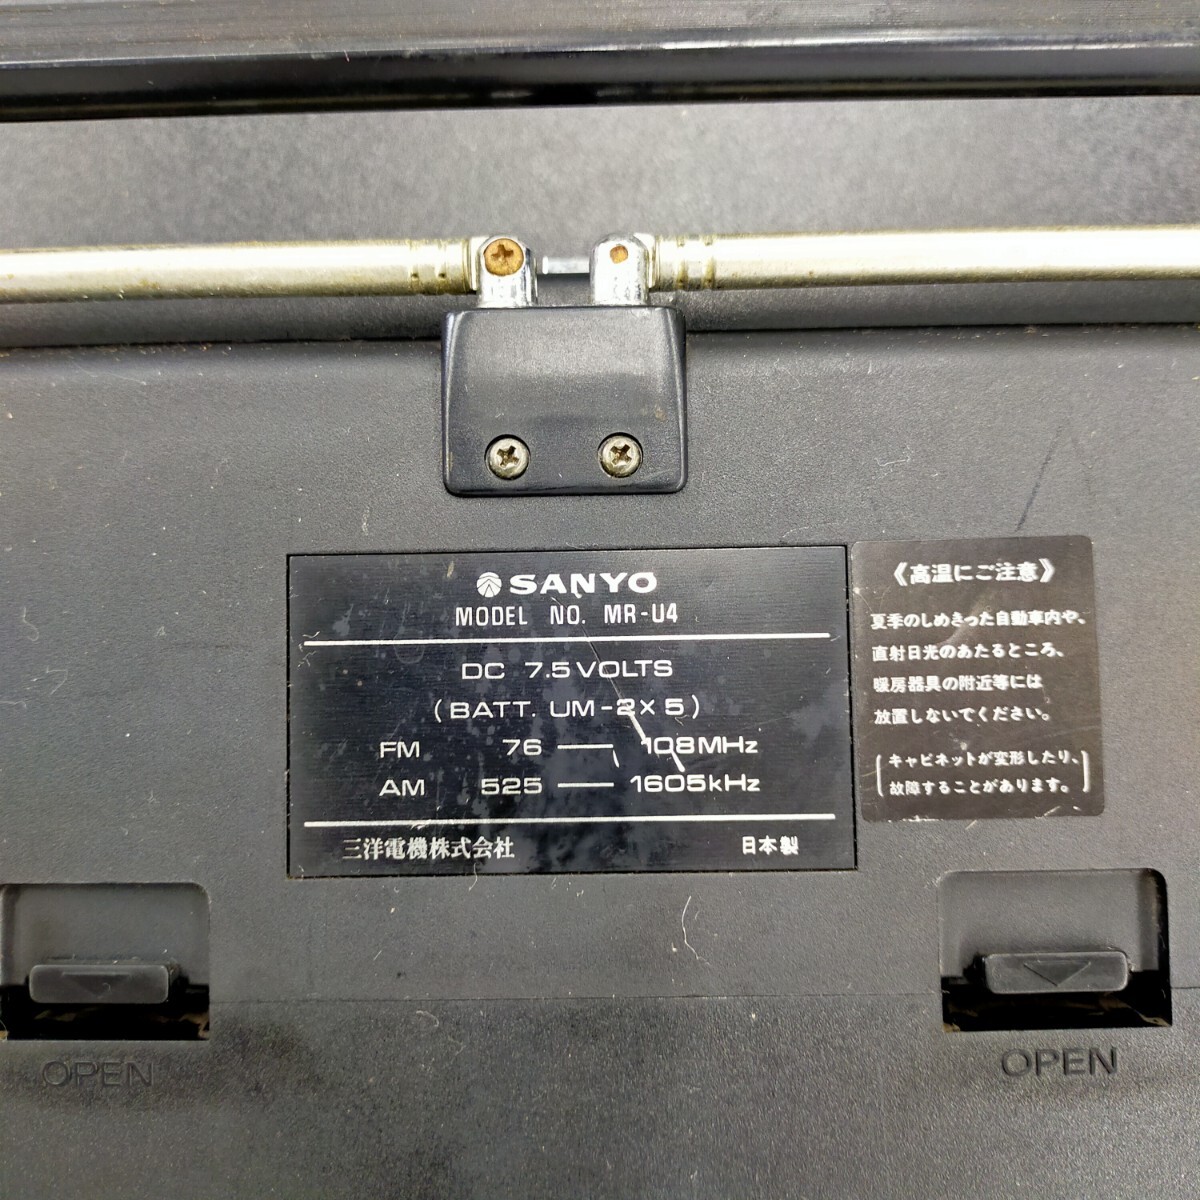 SANYO
MODEL NO. MR-U4
DC 7.5 VOLTS
(BATT. UM-2×5)
FM 76 — 108MHz
AM 525 — 1605kHz
三洋電機株式会社 日本製
《高温にご注意》
夏季のしめきった自動車内や、
直射日光のあたるところ、
暖房器具の附近等には
放置しないでください。
(キャビネットが変形したり、
故障することがあります。)
OPEN
OPEN